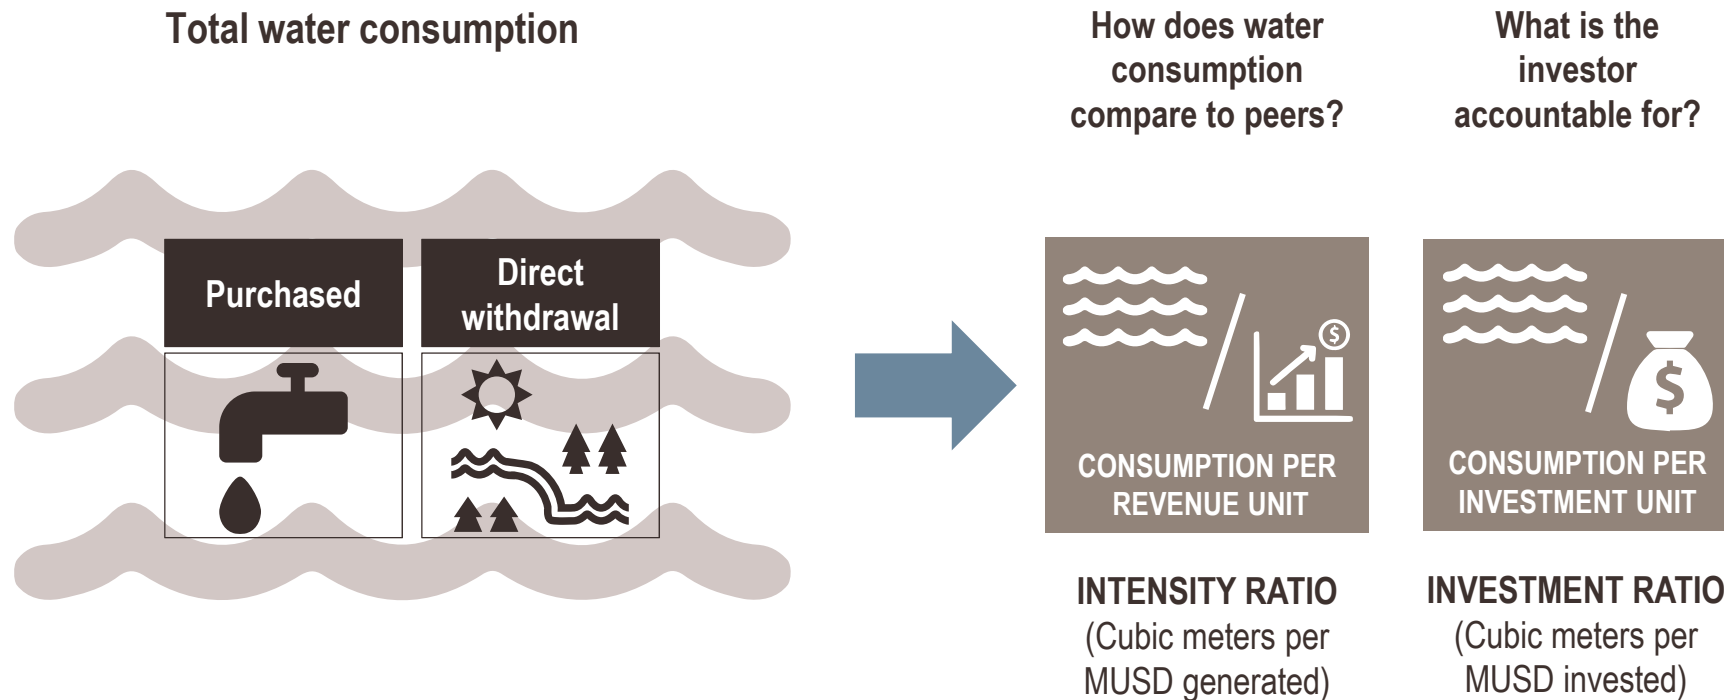 Total water consumption
Purchased
Direct
withdrawal
$
How does water
consumption
compare to peers?
$
CONSUMPTION PER
REVENUE UNIT
INTENSITY RATIO
(Cubic meters per
MUSD generated)
What is the
investor
accountable for?
$
CONSUMPTION PER
INVESTMENT UNIT
INVESTMENT RATIO
(Cubic meters per
MUSD invested)